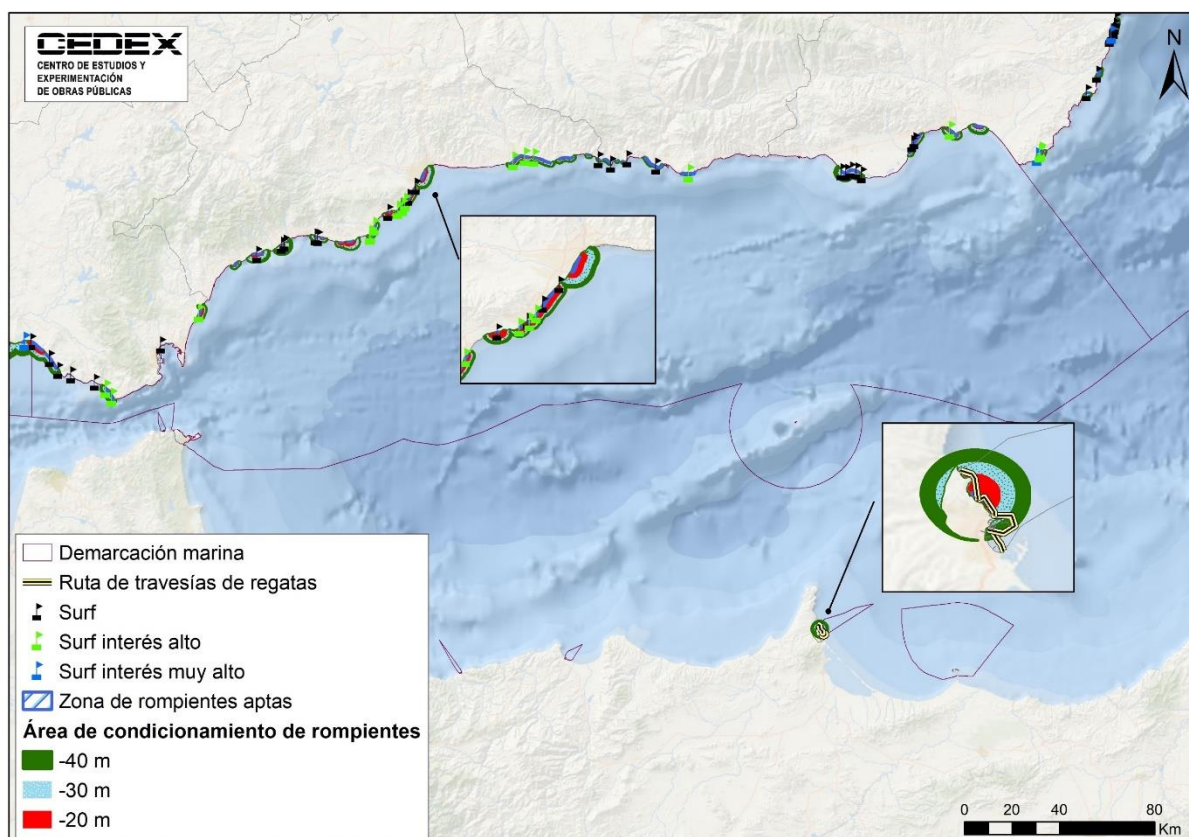 CEDEX
CENTRO DE ESTUDIOS Y
EXPERIMENTACIÓN
DE OBRAS PÚBLICAS
N
Demarcación marina
Ruta de travesías de regatas
Surf
Surf interés alto
Surf interés muy alto
Zona de rompientes aptas
Área de condicionamiento de rompientes
-40 m
-30 m
-20 m
0 20 40 80
Km